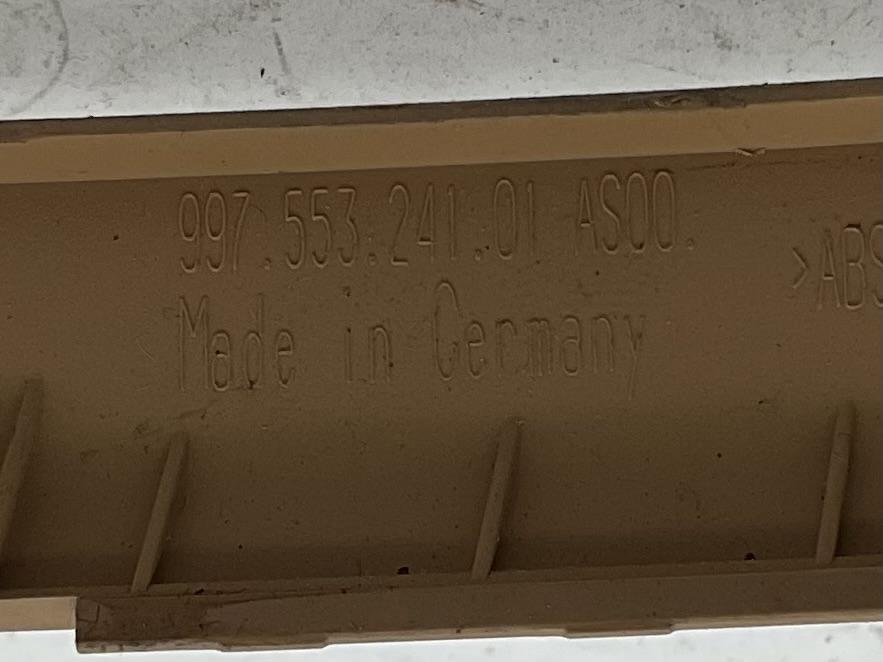 997.553.241.01 AS00.
Made in Germany
>ABS